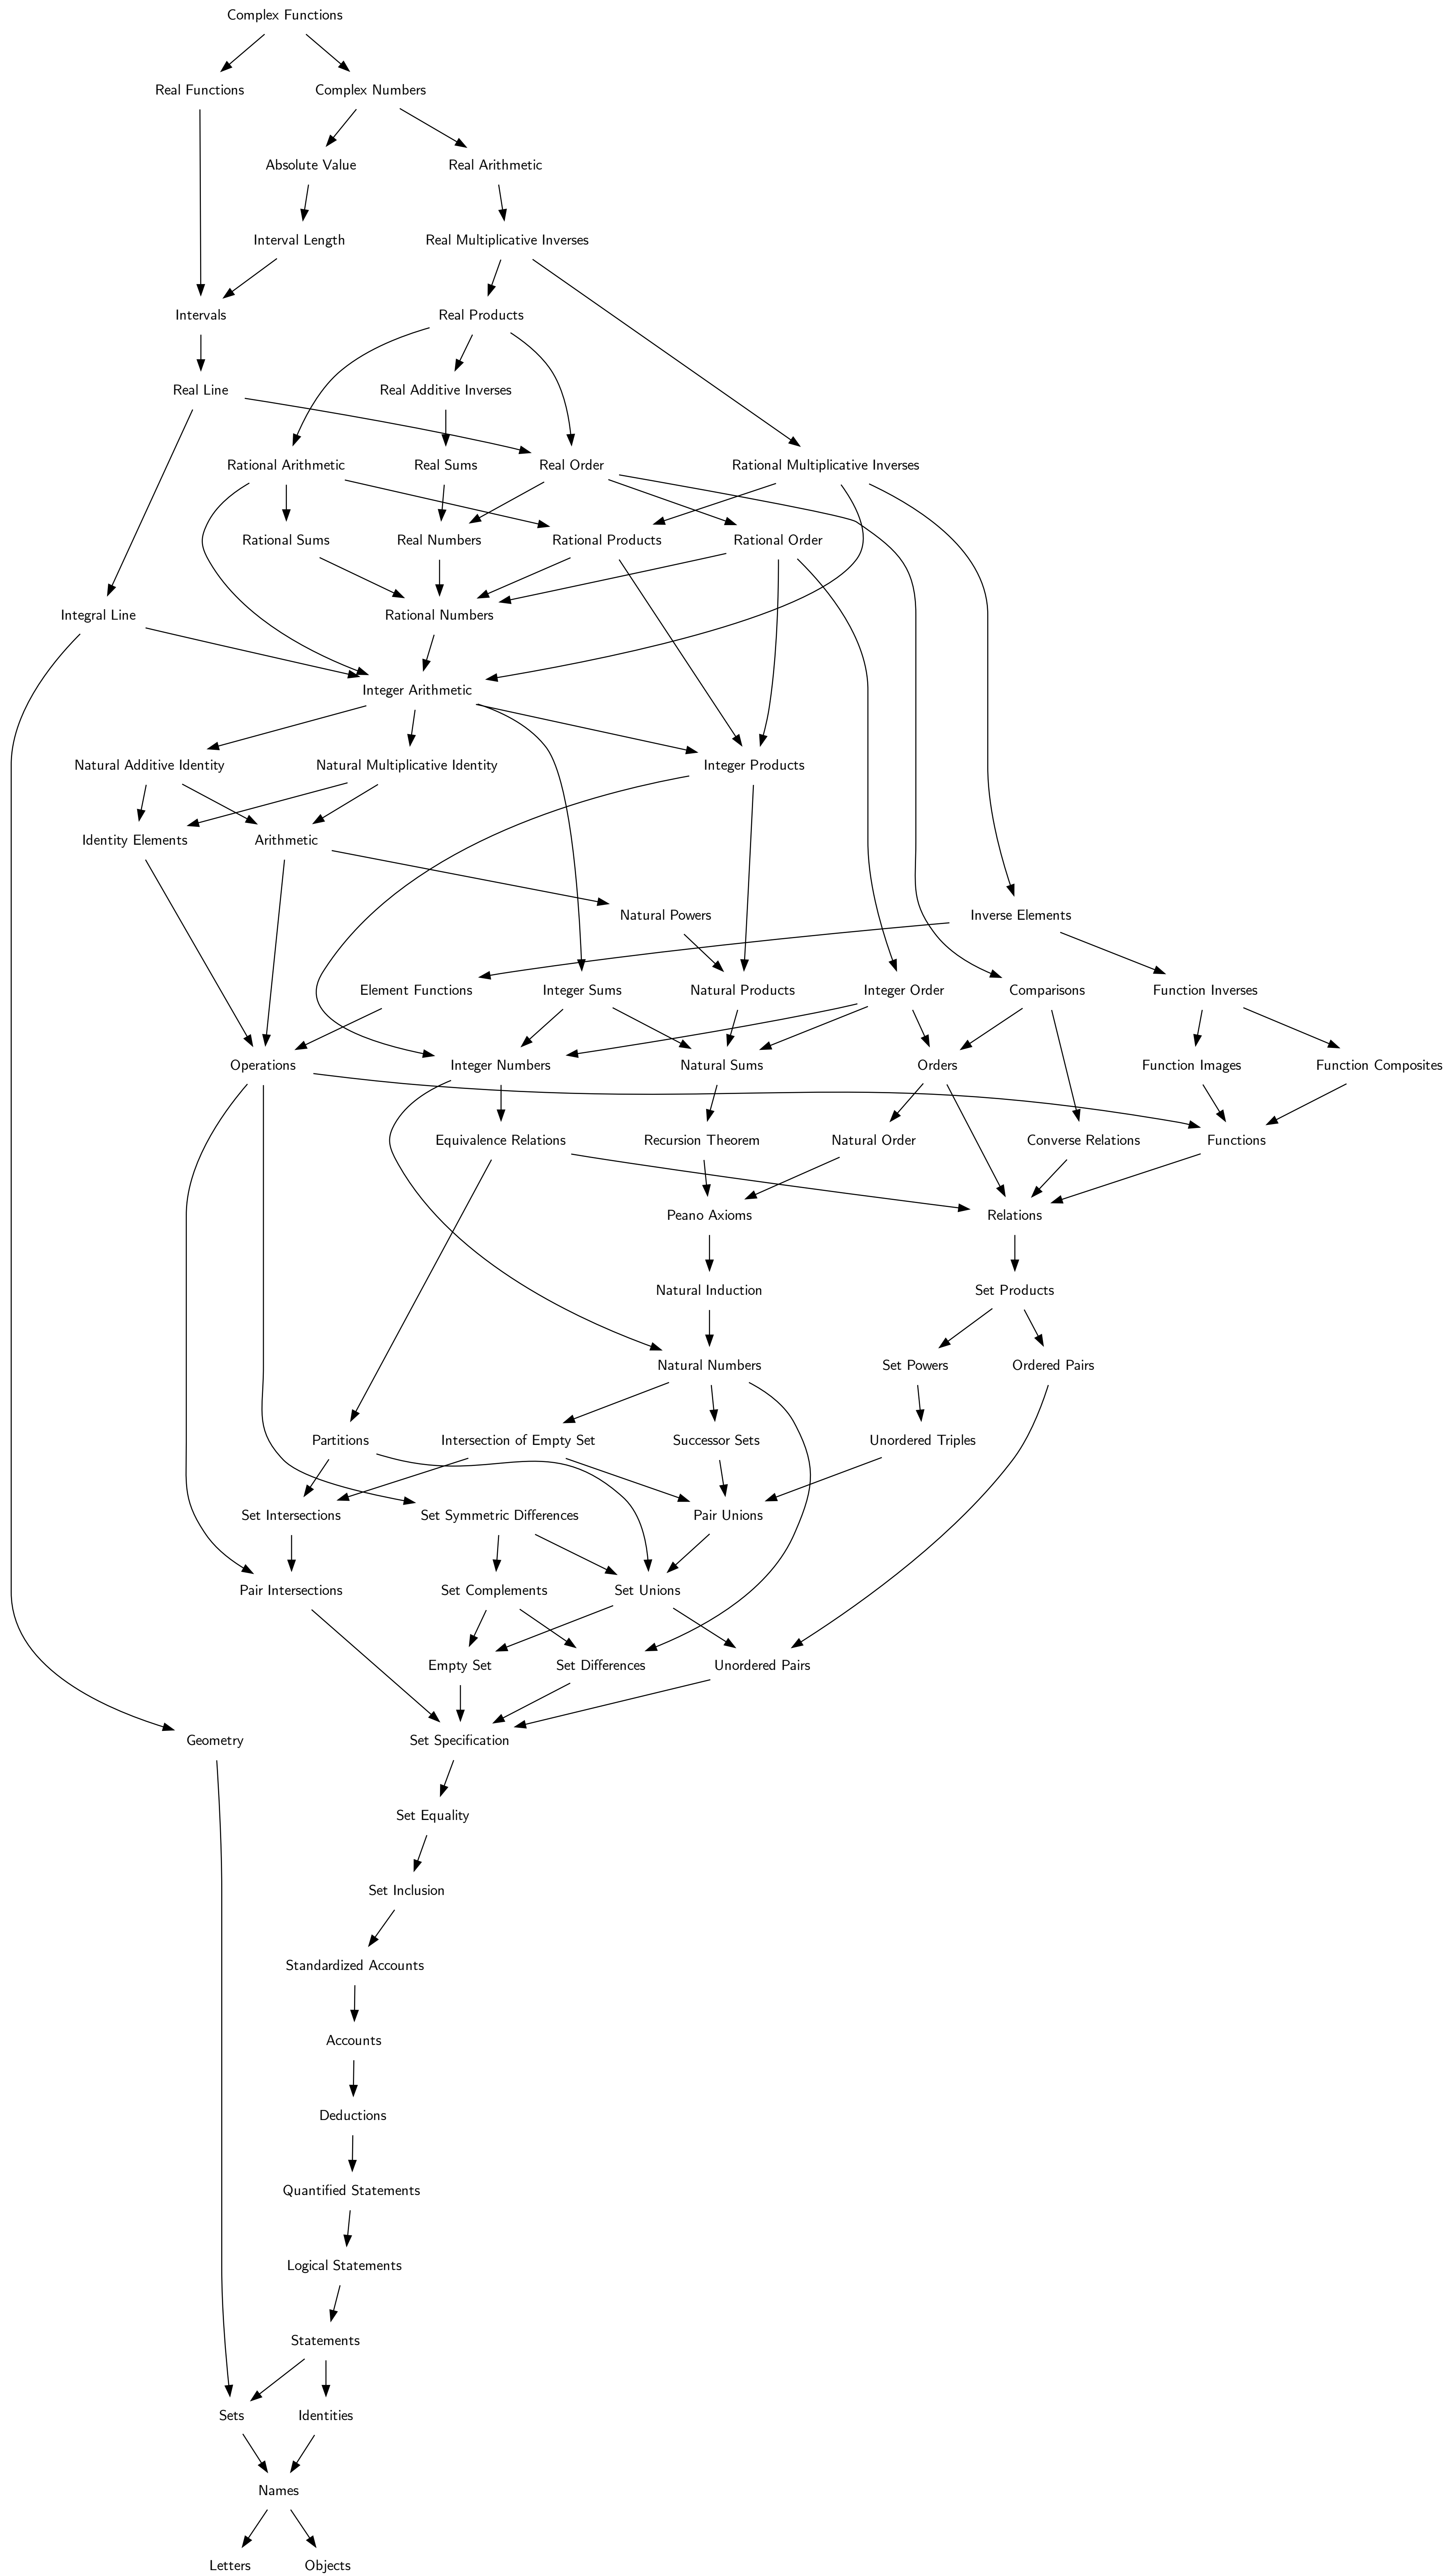 Complex Functions
Real Functions
Complex Numbers
Absolute Value
Real Arithmetic
Interval Length
Real Multiplicative Inverses
Intervals
Real Products
Real Line
Real Additive Inverses
Rational Arithmetic
Real Sums
Real Order
Rational Multiplicative Inverses
Rational Sums
Real Numbers
Rational Products
Rational Order
Integral Line
Rational Numbers
Integer Arithmetic
Natural Additive Identity
Natural Multiplicative Identity
Integer Products
Identity Elements
Arithmetic
Natural Powers
Inverse Elements
Element Functions
Integer Sums
Natural Products
Integer Order
Comparisons
Function Inverses
Operations
Integer Numbers
Natural Sums
Orders
Function Images
Function Composites
Equivalence Relations
Recursion Theorem
Natural Order
Converse Relations
Functions
Peano Axioms
Relations
Natural Induction
Set Products
Natural Numbers
Set Powers
Ordered Pairs
Partitions
Intersection of Empty Set
Successor Sets
Unordered Triples
Set Intersections
Set Symmetric Differences
Pair Unions
Pair Intersections
Set Complements
Set Unions
Empty Set
Set Differences
Unordered Pairs
Geometry
Set Specification
Set Equality
Set Inclusion
Standardized Accounts
Accounts
Deductions
Quantified Statements
Logical Statements
Statements
Sets
Identities
Names
Letters
Objects